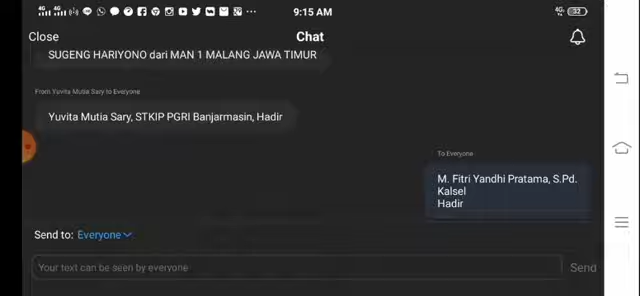 9:15 AM
32
Close
Chat
SUGENG HARIYONO dari MAN 1 MALANG JAWA TIMUR
From Yuvita Mutia Sary to Everyone
Yuvita Mutia Sary, STKIP PGRI Banjarmasin, Hadir
To Everyone
M. Fitri Yandhi Pratama, S.Pd.
Kalsel
Hadir
Send to: Everyone
Your text can be seen by everyone
Send